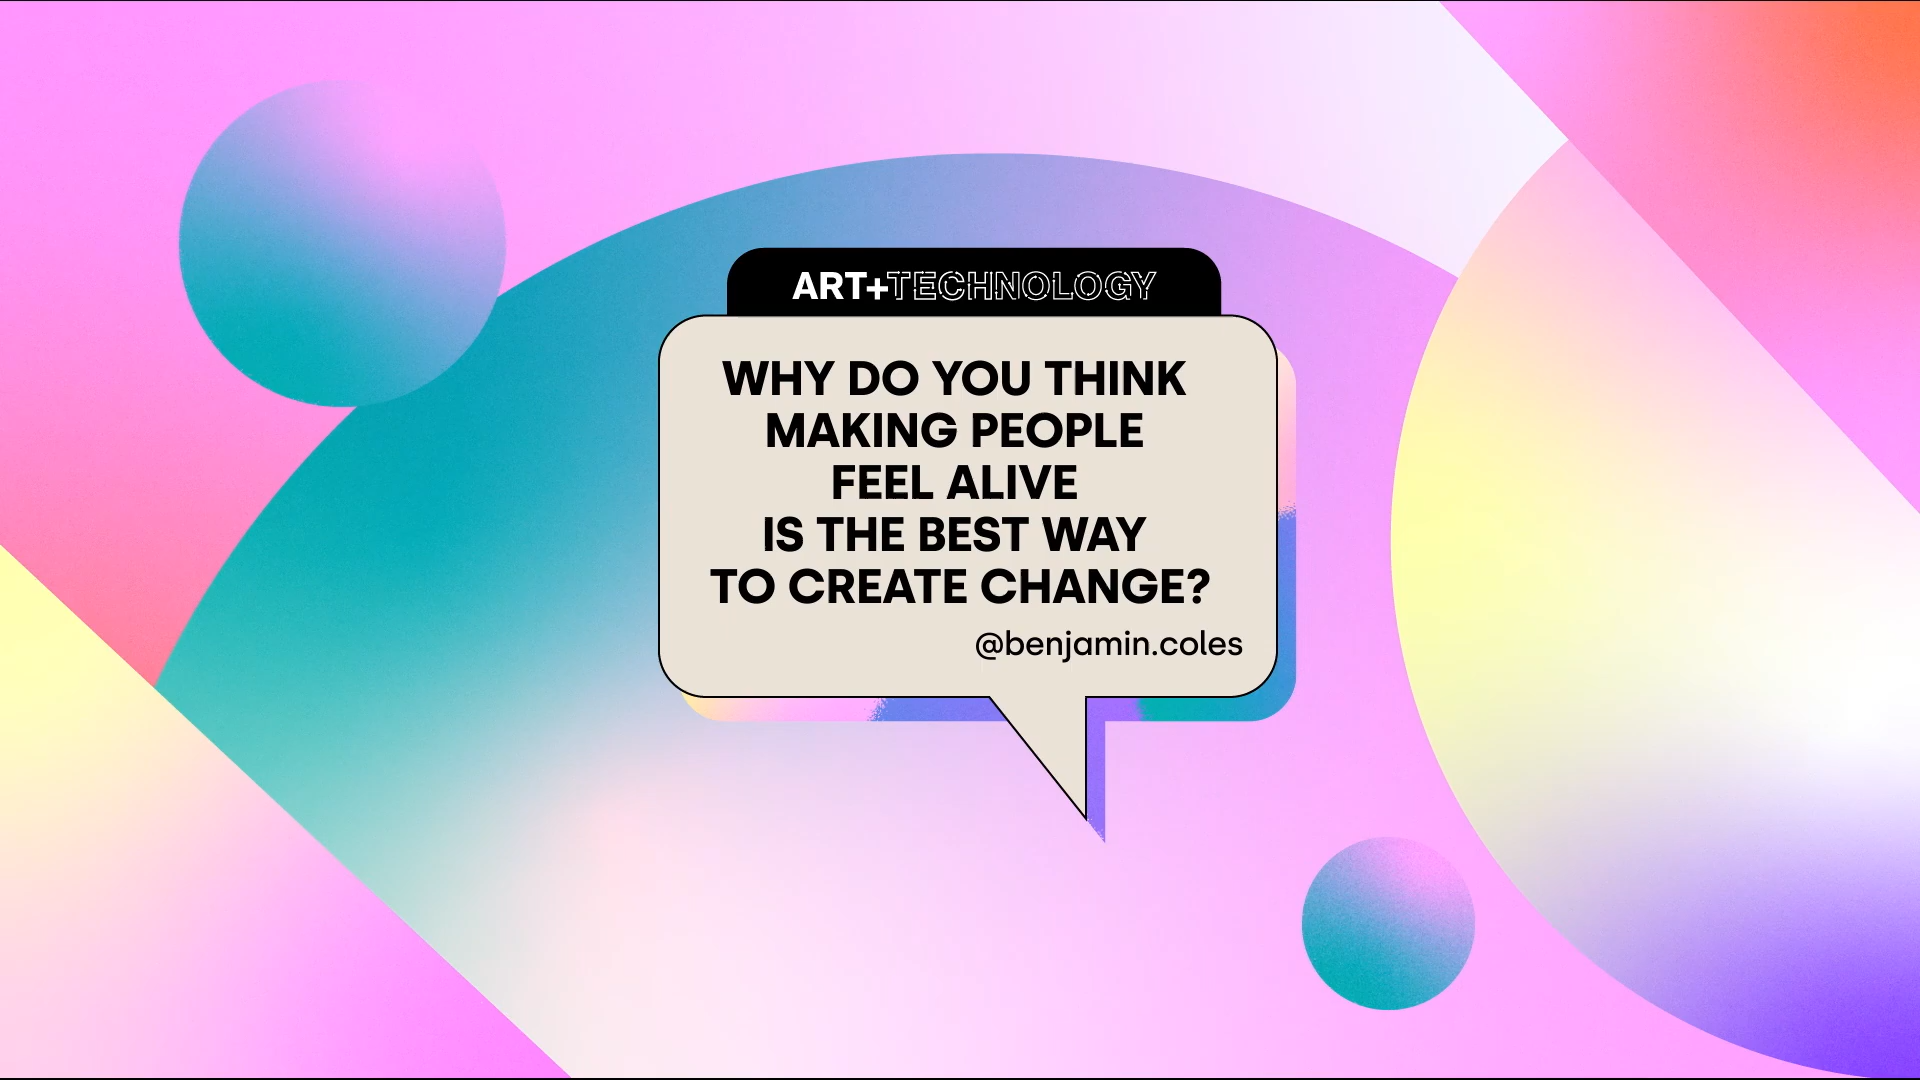 ART+TECHNOLOGY
WHY DO YOU THINK
MAKING PEOPLE
FEEL ALIVE
IS THE BEST WAY
TO CREATE CHANGE?
@benjamin.coles